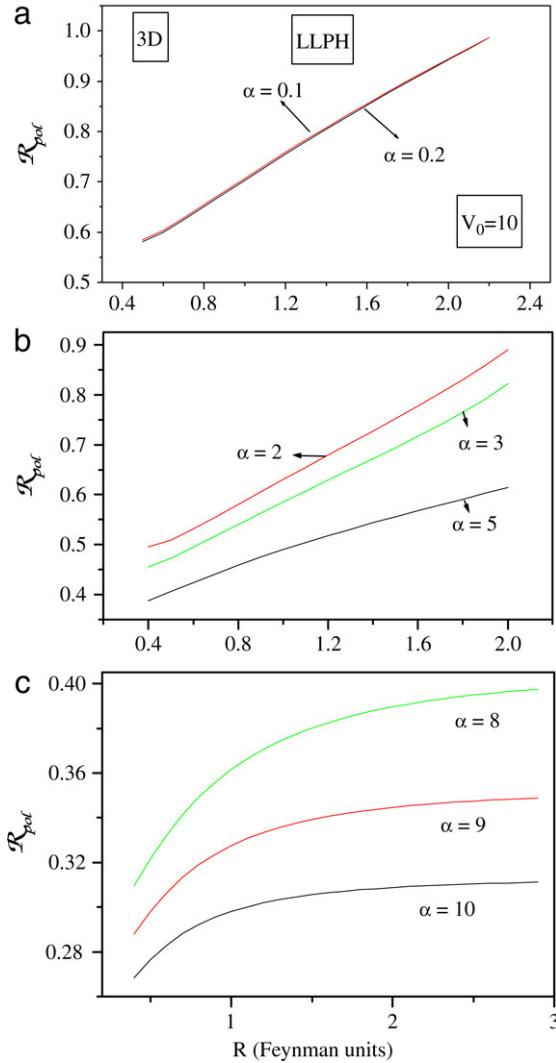 a
1.0
0.9
0.8
0.7
0.6
0.5
3D
LLPH
α = 0.1
α = 0.2
V₀=10
ℛpol
0.4 0.8 1.2 1.6 2.0 2.4
b
0.9
0.8
0.7
0.6
0.5
0.4
α = 2
α = 3
α = 5
ℛpol
0.4 0.8 1.2 1.6 2.0
c
0.40
0.36
0.32
0.28
α = 8
α = 9
α = 10
ℛpol
1 2 3
R (Feynman units)